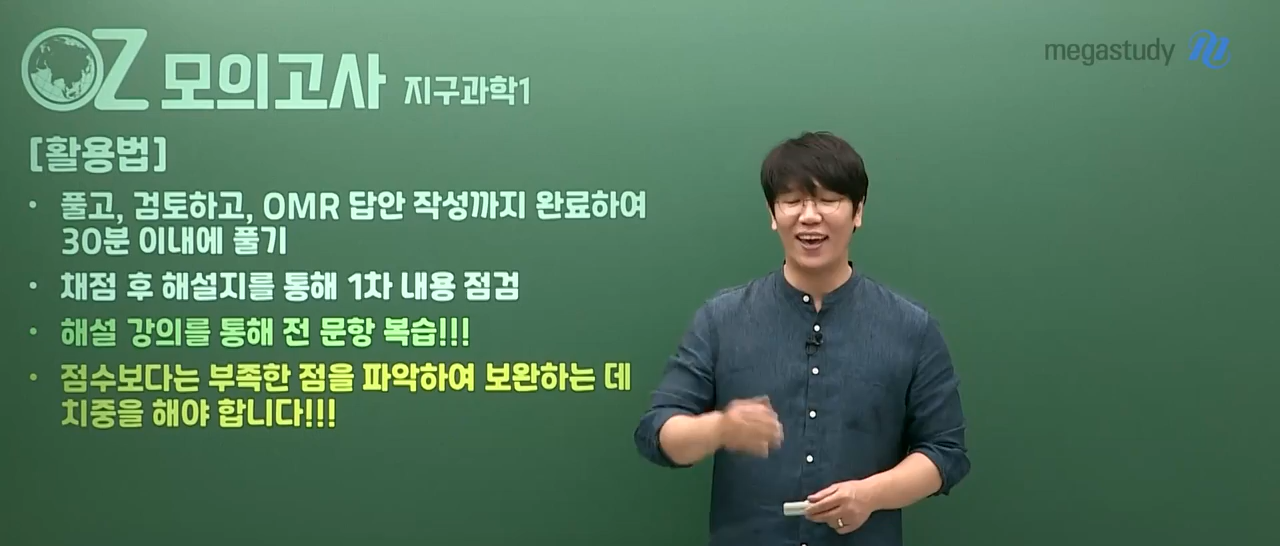 OZ 모의고사 지구과학1
megastudy
[활용법]
• 풀고, 검토하고, OMR 답안 작성까지 완료하여
30분 이내에 풀기
• 채점 후 해설지를 통해 1차 내용 점검
• 해설 강의를 통해 전 문항 복습!!!
• 점수보다는 부족한 점을 파악하여 보완하는 데
치중을 해야 합니다!!!